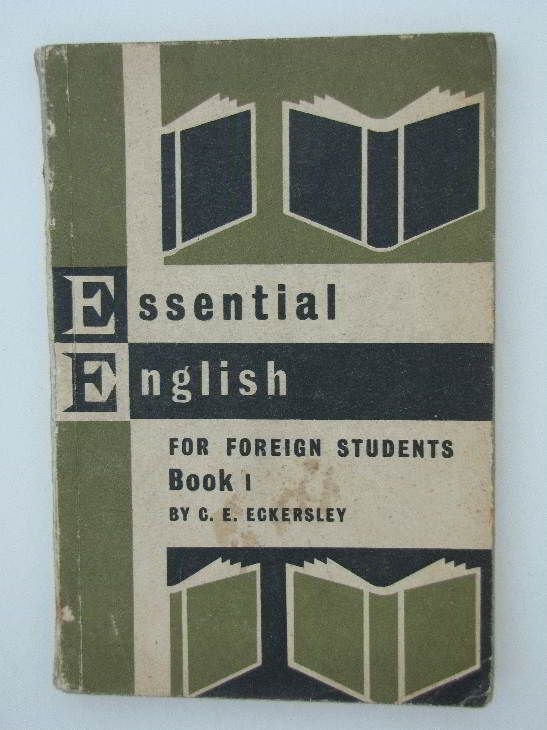 Essential
English
FOR FOREIGN STUDENTS
Book I
BY C. E. ECKERSLEY